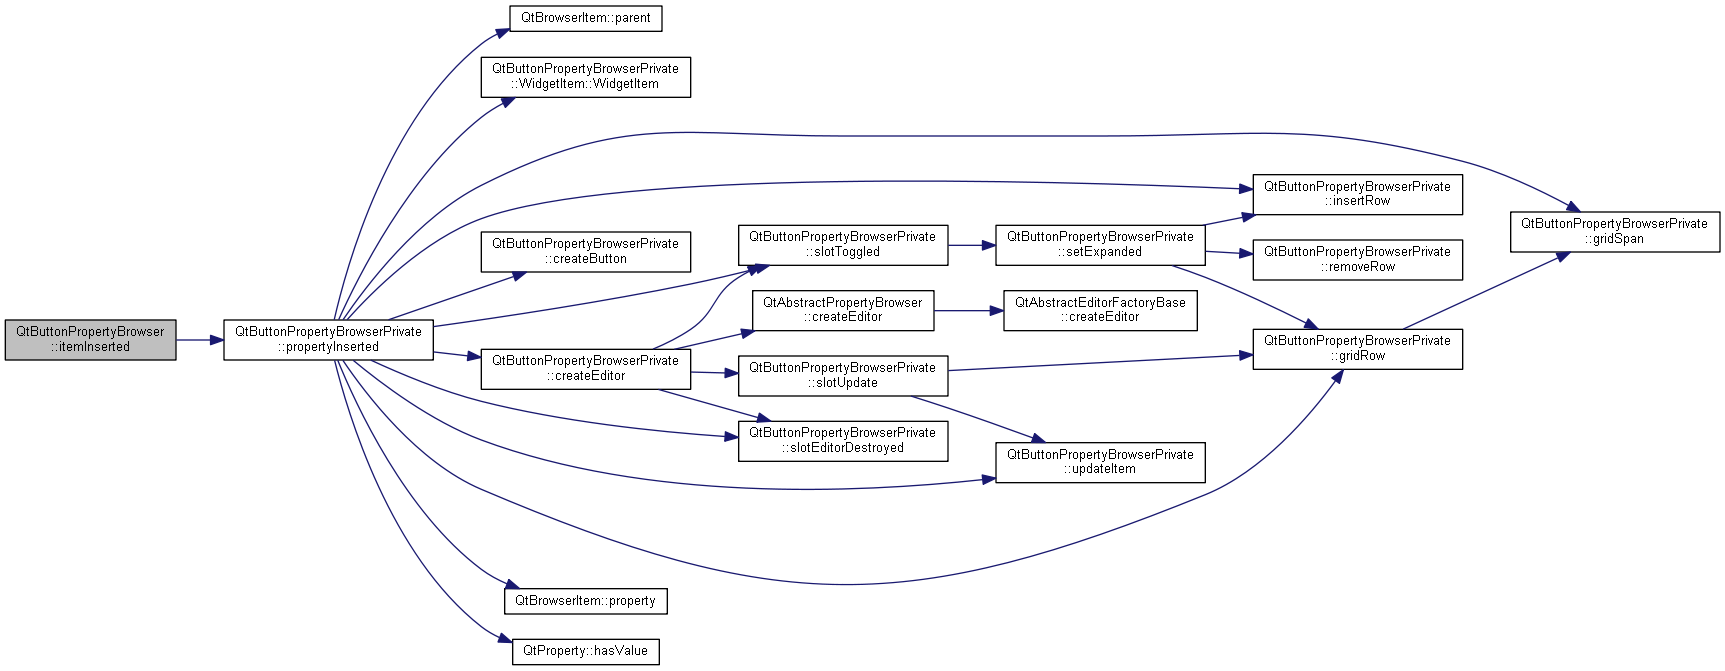 QtBrowserItem::parent
QtButtonPropertyBrowserPrivate
::WidgetItem::WidgetItem
QtButtonPropertyBrowserPrivate
::insertRow
QtButtonPropertyBrowserPrivate
::gridSpan
QtButtonPropertyBrowserPrivate
::createButton
QtButtonPropertyBrowserPrivate
::slotToggled
QtButtonPropertyBrowserPrivate
::setExpanded
QtButtonPropertyBrowserPrivate
::removeRow
QtAbstractPropertyBrowser
::createEditor
QtAbstractEditorFactoryBase
::createEditor
QtButtonPropertyBrowser
::itemInserted
QtButtonPropertyBrowserPrivate
::propertyInserted
QtButtonPropertyBrowserPrivate
::gridRow
QtButtonPropertyBrowserPrivate
::createEditor
QtButtonPropertyBrowserPrivate
::slotUpdate
QtButtonPropertyBrowserPrivate
::slotEditorDestroyed
QtButtonPropertyBrowserPrivate
::updateItem
QtBrowserItem::property
QtProperty::hasValue